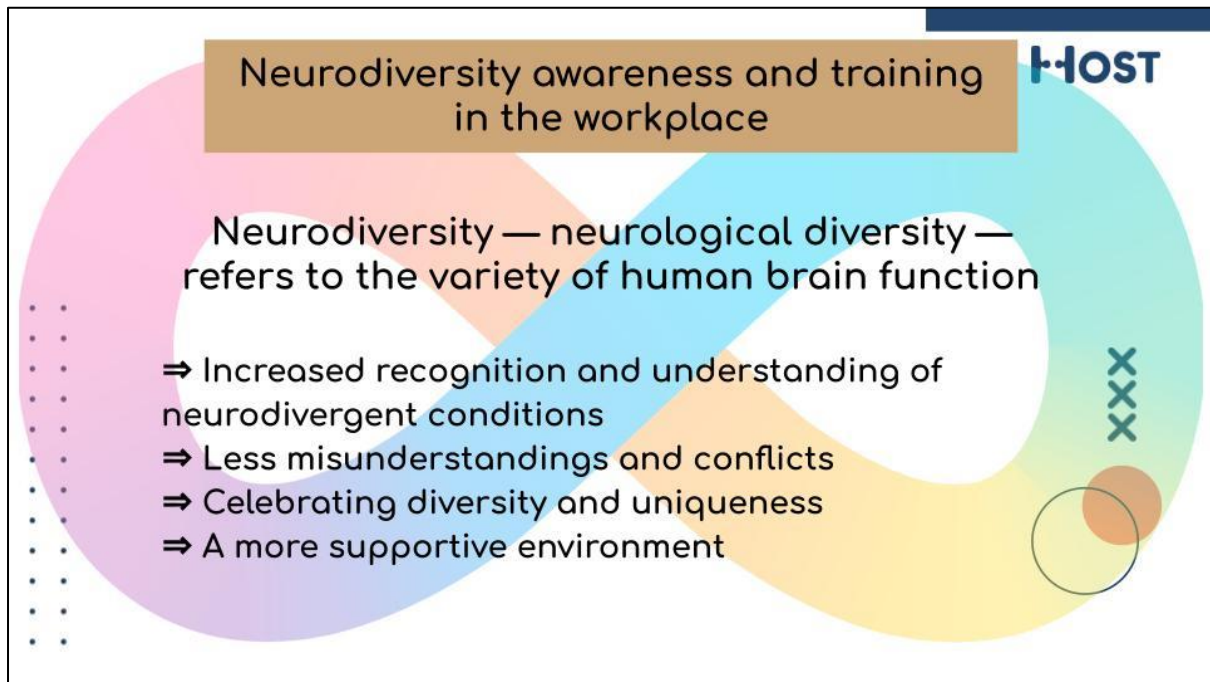 Neurodiversity awareness and training
in the workplace
HOST
Neurodiversity — neurological diversity —
refers to the variety of human brain function
⇒ Increased recognition and understanding of
neurodivergent conditions
⇒ Less misunderstandings and conflicts
⇒ Celebrating diversity and uniqueness
⇒ A more supportive environment